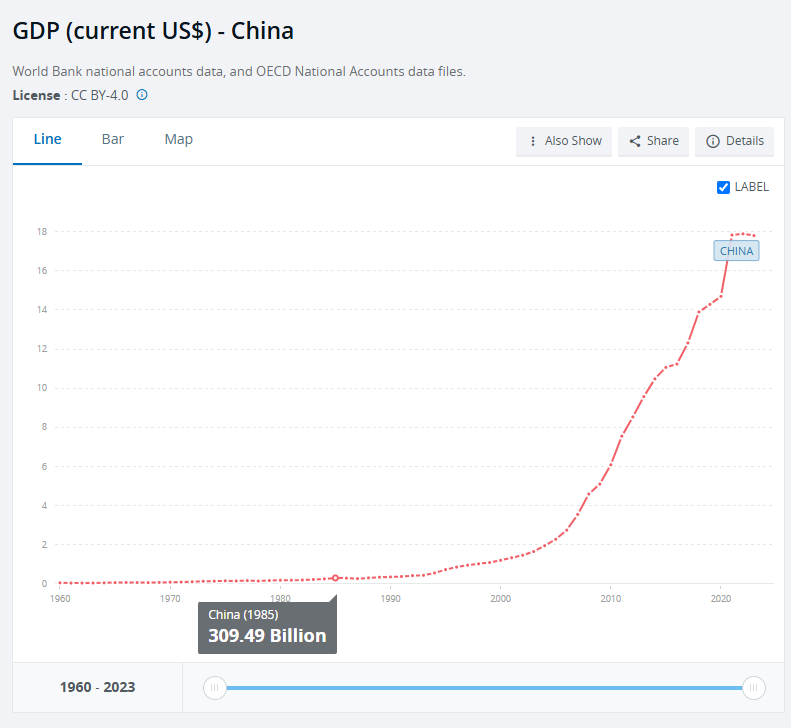 GDP (current US$) - China
World Bank national accounts data, and OECD National Accounts data files.
License : CC BY-4.0
Line Bar Map Also Show Share Details
LABEL
18
16
14
12
10
8
6
4
2
0
CHINA
1960 1970 1980 1990 2000 2010 2020
China (1985)
309.49 Billion
1960 - 2023